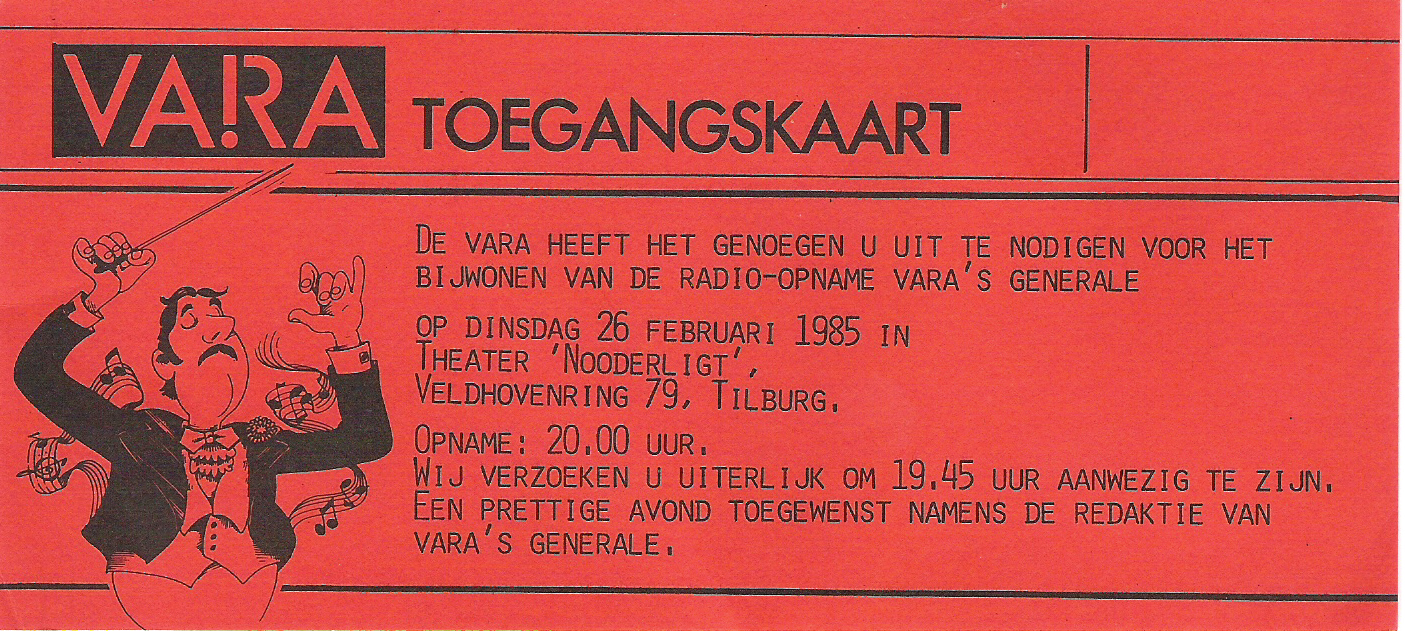 VARA TOEGANGSKAART
DE VARA HEEFT HET GENOEGEN U UIT TE NODIGEN VOOR HET
BIJWONEN VAN DE RADIO-OPNAME VARA'S GENERALE
OP DINSDAG 26 FEBRUARI 1985 IN
THEATER 'NOODERLIGT',
VELDHOVENRING 79, TILBURG.
OPNAME: 20.00 UUR.
WIJ VERZOEKEN U UITERLIJK OM 19.45 UUR AANWEZIG TE ZIJN.
EEN PRETTIGE AVOND TOEGEWENST NAMENS DE REDAKTIE VAN
VARA'S GENERALE.